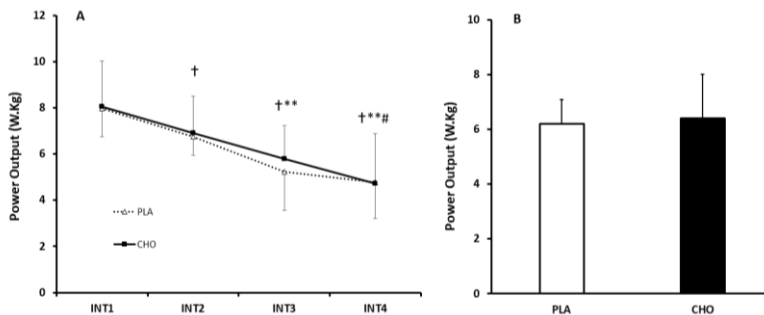 A
Power Output (W.Kg)
12
10
8
6
4
2
0
†
†**
†**#
PLA
CHO
INT1
INT2
INT3
INT4
B
Power Output (W.Kg)
10
8
6
4
2
0
PLA
CHO